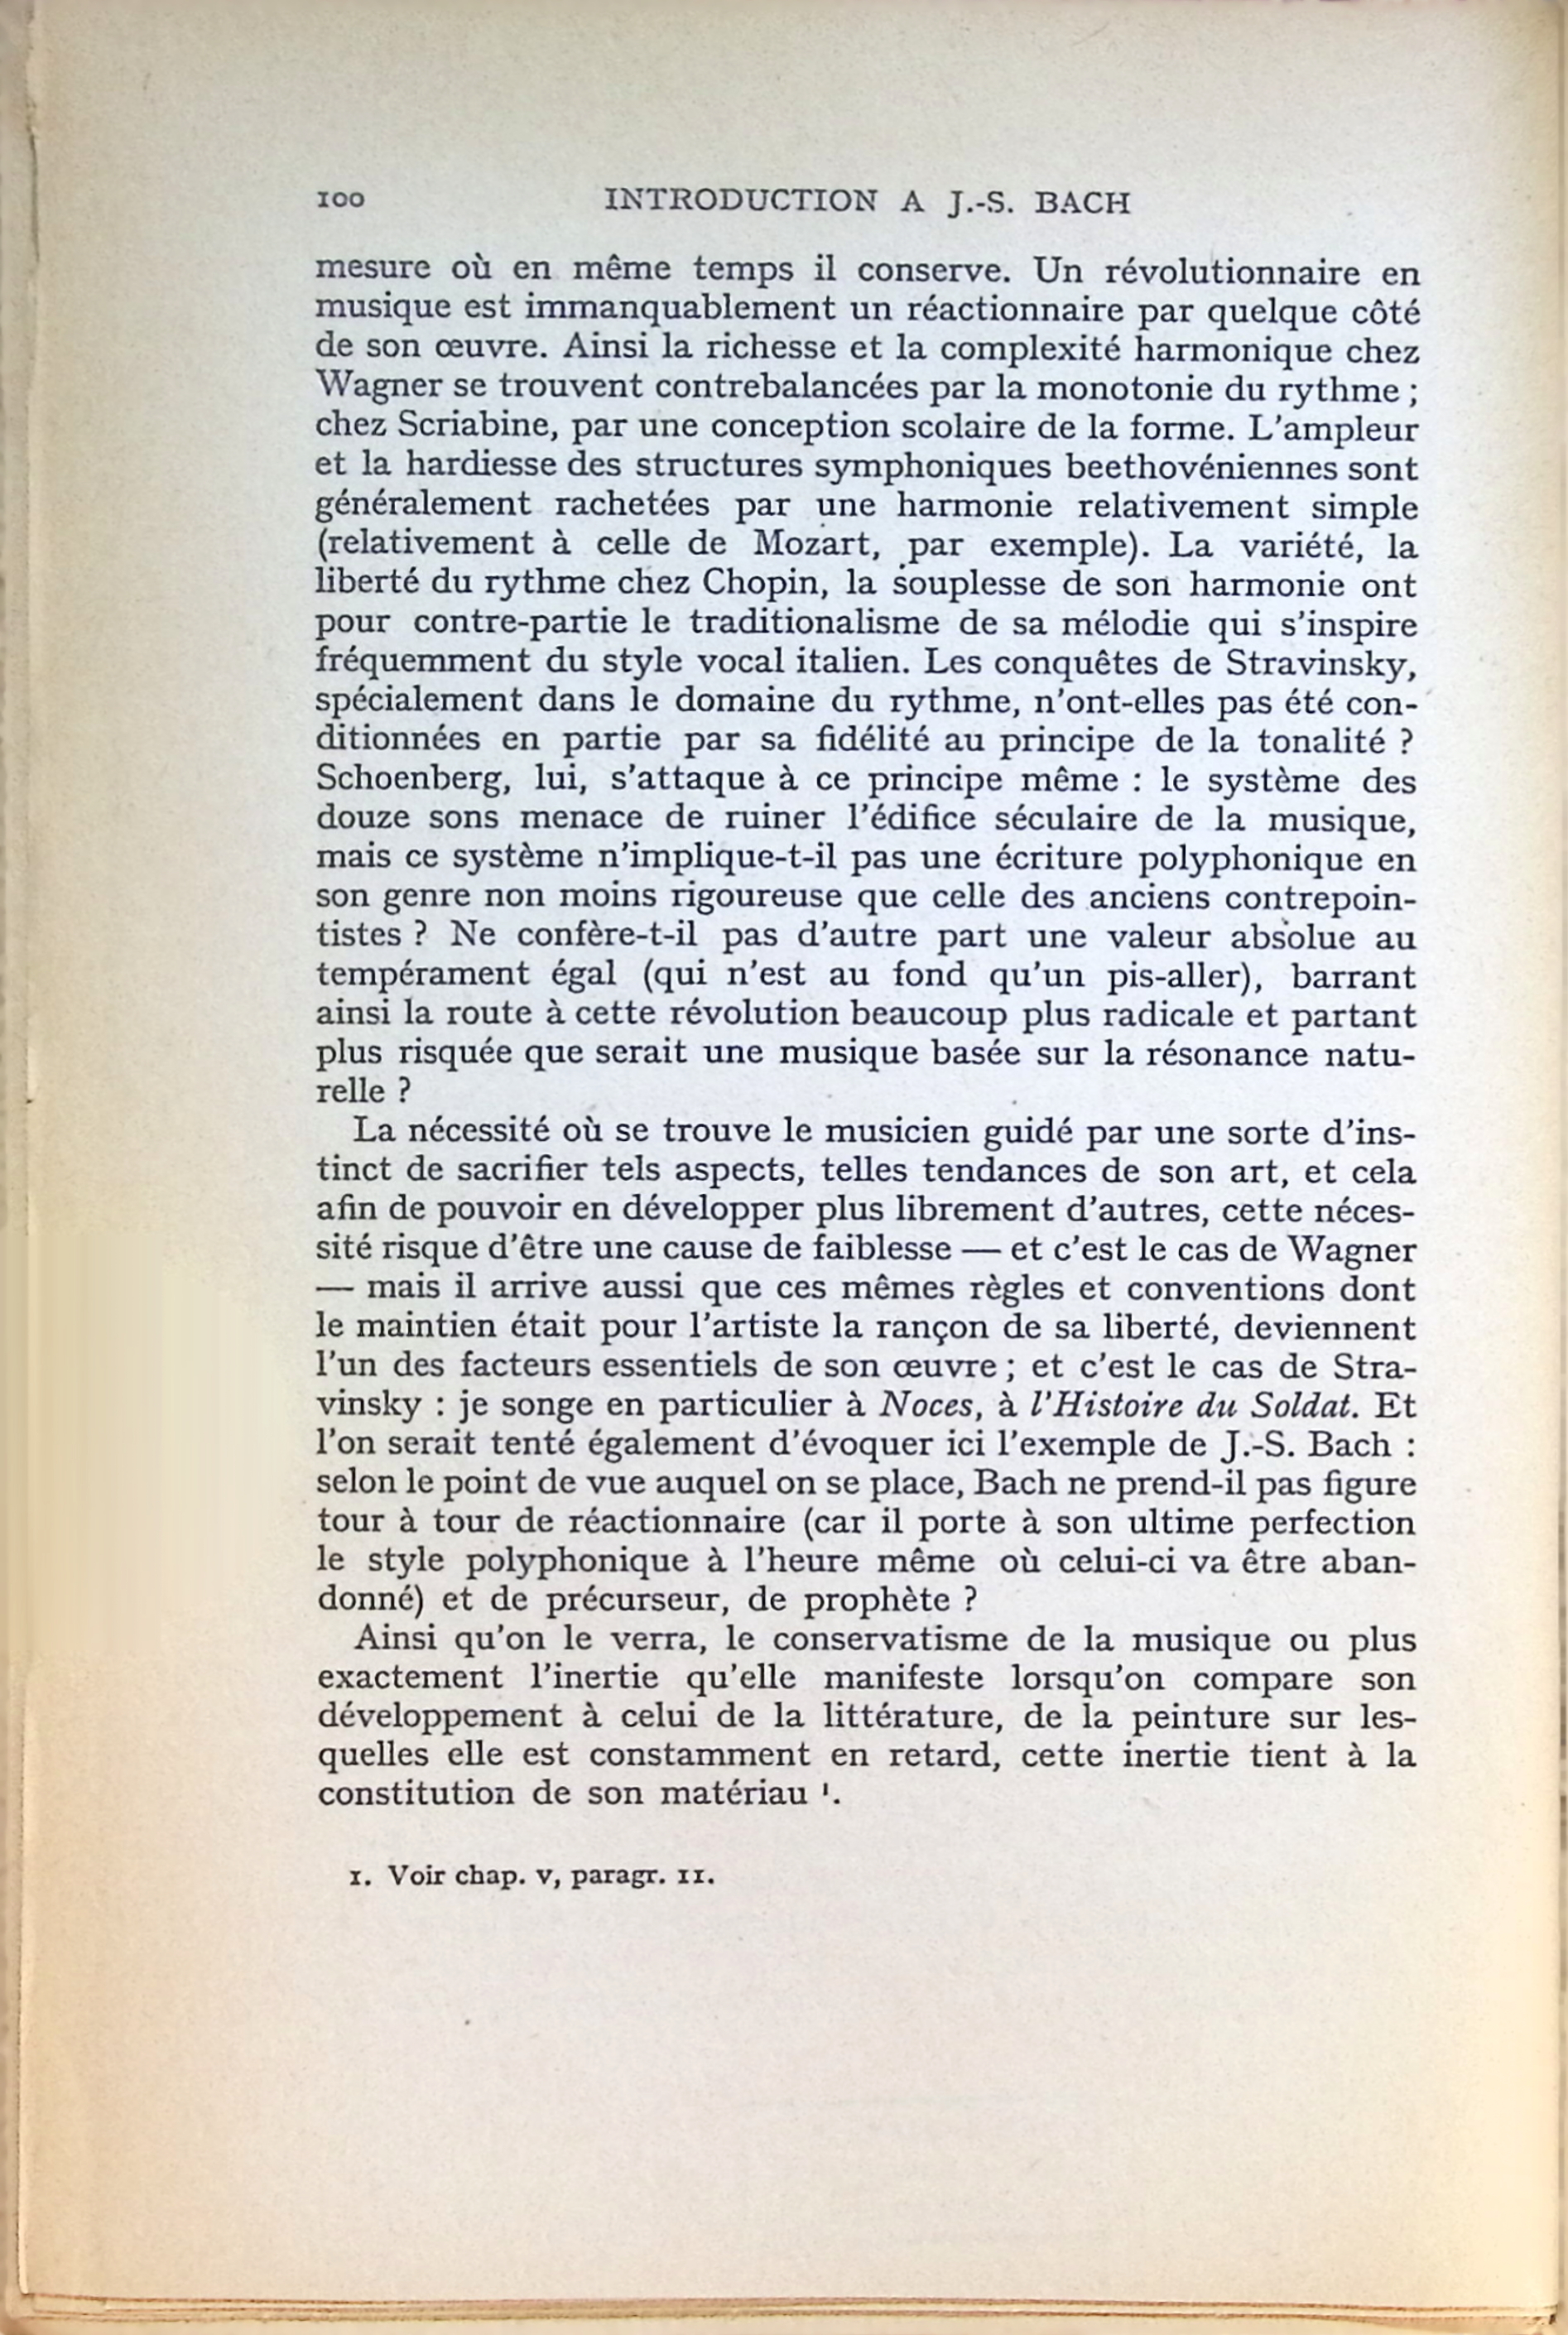 100 INTRODUCTION A J.-S. BACH
mesure où en même temps il conserve. Un révolutionnaire en
musique est immanquablement un réactionnaire par quelque côté
de son œuvre. Ainsi la richesse et la complexité harmonique chez
Wagner se trouvent contrebalancées par la monotonie du rythme ;
chez Scriabine, par une conception scolaire de la forme. L'ampleur
et la hardiesse des structures symphoniques beethovéniennes sont
généralement rachetées par une harmonie relativement simple
(relativement à celle de Mozart, par exemple). La variété, la
liberté du rythme chez Chopin, la souplesse de son harmonie ont
pour contre-partie le traditionalisme de sa mélodie qui s'inspire
fréquemment du style vocal italien. Les conquêtes de Stravinsky,
spécialement dans le domaine du rythme, n'ont-elles pas été con-
ditionnées en partie par sa fidélité au principe de la tonalité ?
Schoenberg, lui, s'attaque à ce principe même : le système des
douze sons menace de ruiner l'édifice séculaire de la musique,
mais ce système n'implique-t-il pas une écriture polyphonique en
son genre non moins rigoureuse que celle des anciens contrepoin-
tistes ? Ne confère-t-il pas d'autre part une valeur absolue au
tempérament égal (qui n'est au fond qu'un pis-aller), barrant
ainsi la route à cette révolution beaucoup plus radicale et partant
plus risquée que serait une musique basée sur la résonance natu-
relle ?
La nécessité où se trouve le musicien guidé par une sorte d'ins-
tinct de sacrifier tels aspects, telles tendances de son art, et cela
afin de pouvoir en développer plus librement d'autres, cette néces-
sité risque d'être une cause de faiblesse — et c'est le cas de Wagner
— mais il arrive aussi que ces mêmes règles et conventions dont
le maintien était pour l'artiste la rançon de sa liberté, deviennent
l'un des facteurs essentiels de son œuvre ; et c'est le cas de Stra-
vinsky : je songe en particulier à Noces, à l'Histoire du Soldat. Et
l'on serait tenté également d'évoquer ici l'exemple de J.-S. Bach :
selon le point de vue auquel on se place, Bach ne prend-il pas figure
tour à tour de réactionnaire (car il porte à son ultime perfection
le style polyphonique à l'heure même où celui-ci va être aban-
donné) et de précurseur, de prophète ?
Ainsi qu'on le verra, le conservatisme de la musique ou plus
exactement l'inertie qu'elle manifeste lorsqu'on compare son
développement à celui de la littérature, de la peinture sur les-
quelles elle est constamment en retard, cette inertie tient à la
constitution de son matériau ¹.
1. Voir chap. V, paragr. 11.